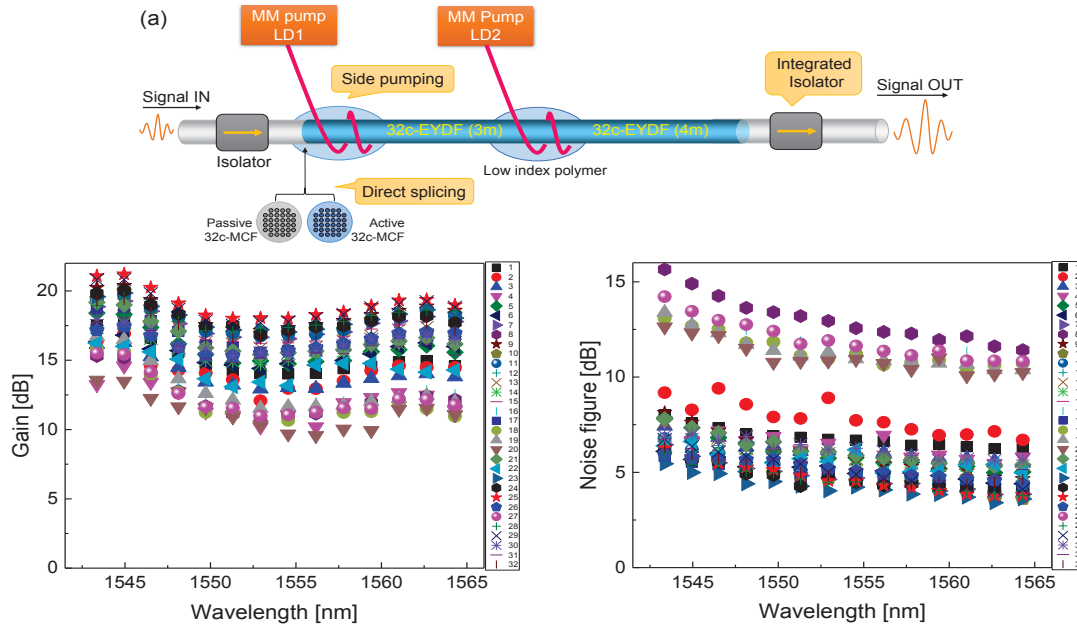 (a)
MM pump
LD1
MM Pump
LD2
Side pumping
Integrated
Isolator
Signal IN
Signal OUT
32c-EYDF (3m)
32c-EYDF (4m)
Isolator
Low index polymer
Direct splicing
Passive
32c-MCF
Active
32c-MCF
20
15
10
5
0
Gain [dB]
1545
1550
1555
1560
1565
Wavelength [nm]
1
2
3
4
5
6
7
8
9
10
11
12
13
14
15
16
17
18
19
20
21
22
23
24
25
26
27
28
29
30
31
32
15
10
5
0
Noise figure [dB]
1545
1550
1555
1560
1565
Wavelength [nm]